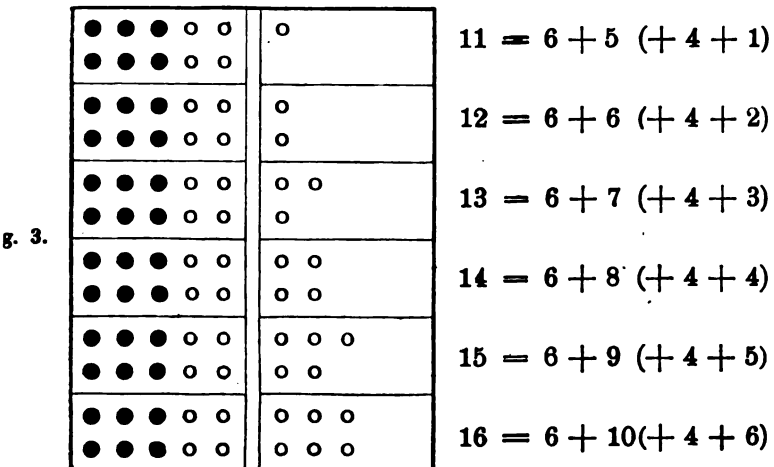 11 = 6 + 5 (+ 4 + 1)
12 = 6 + 6 (+ 4 + 2)
13 = 6 + 7 (+ 4 + 3)
g. 3.
14 = 6 + 8 (+ 4 + 4)
15 = 6 + 9 (+ 4 + 5)
16 = 6 + 10(+ 4 + 6)